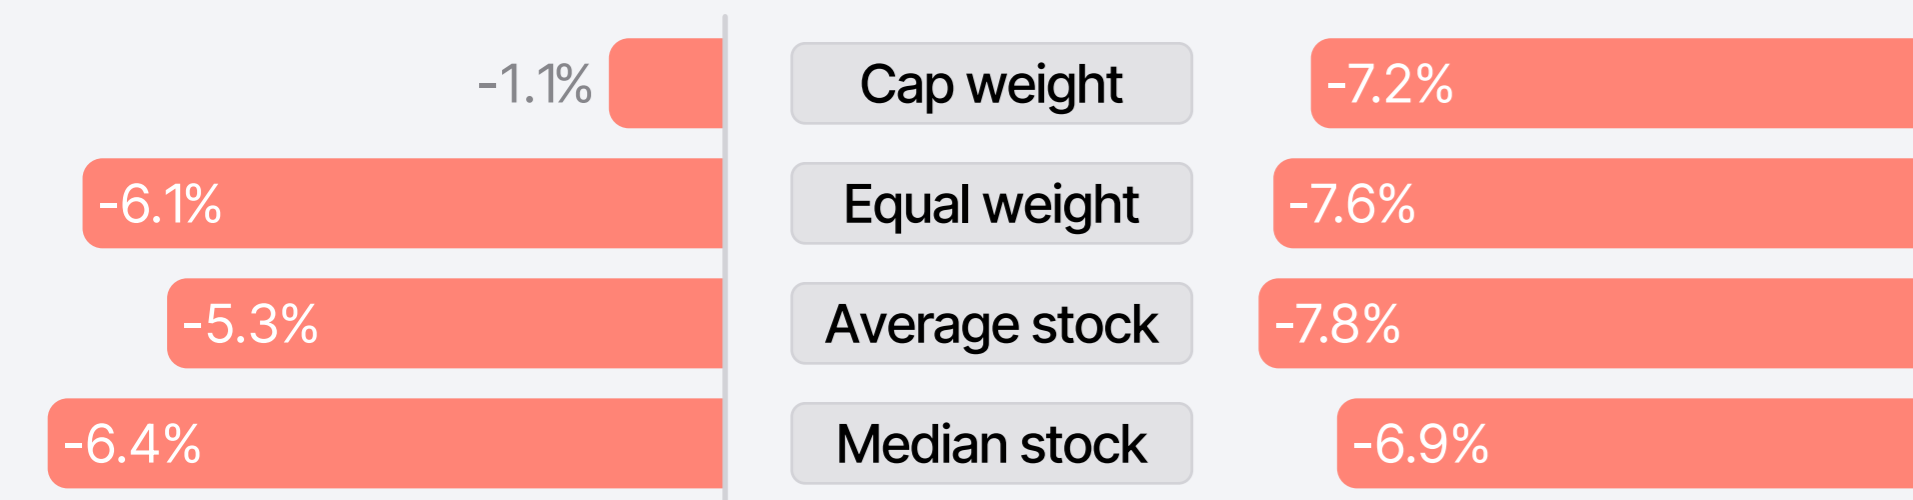 -1.1% Cap weight -7.2%
-6.1% Equal weight -7.6%
-5.3% Average stock -7.8%
-6.4% Median stock -6.9%